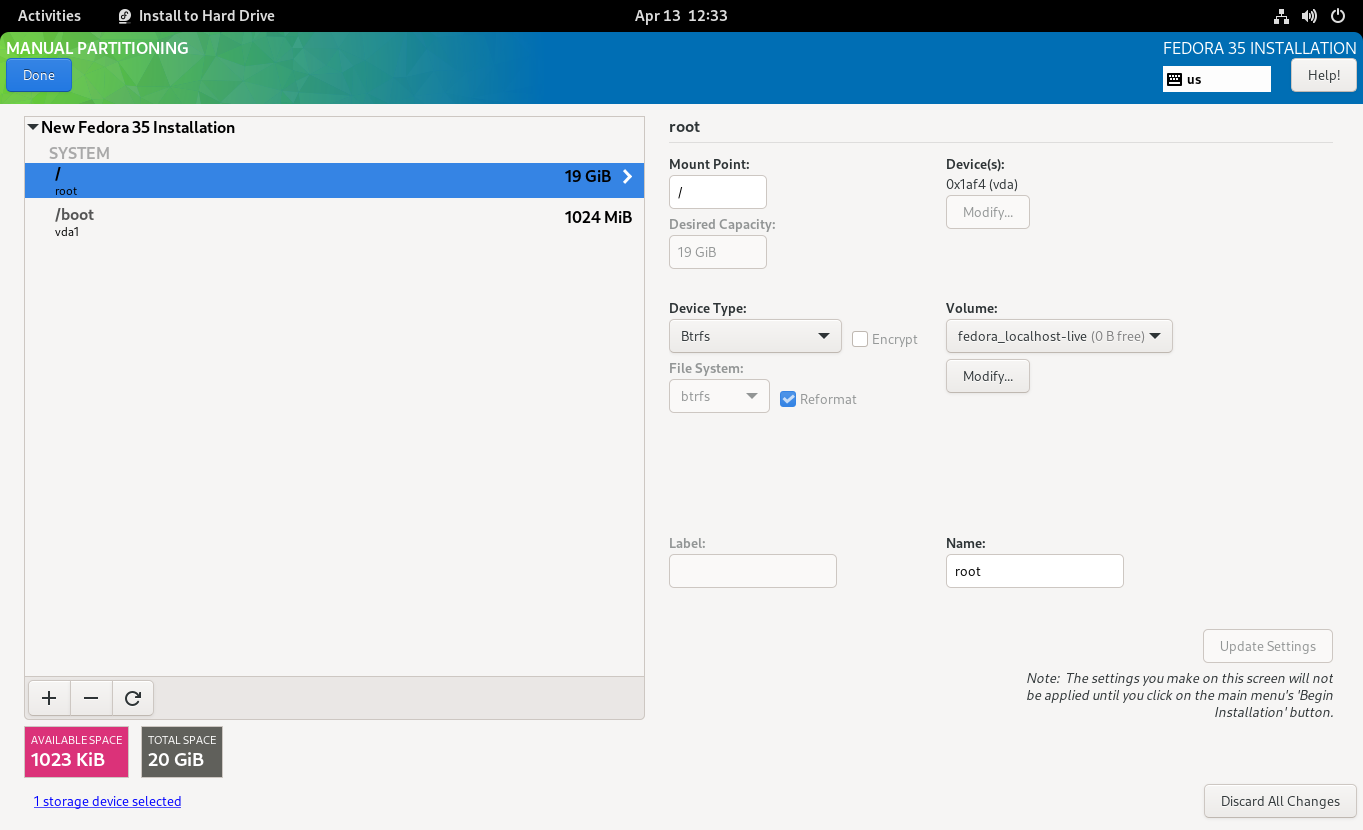 Activities
Install to Hard Drive
Apr 13 12:33
MANUAL PARTITIONING
FEDORA 35 INSTALLATION
Done
us
Help!
New Fedora 35 Installation
SYSTEM
/
19 GiB
root
/boot
1024 MiB
vda1
root
Mount Point:
/
Device(s):
0x1af4 (vda)
Modify...
Desired Capacity:
19 GiB
Device Type:
Btrfs
Encrypt
Volume:
fedora_localhost-live (0 B free)
Modify...
File System:
btrfs
Reformat
Label:
Name:
root
Update Settings
Note: The settings you make on this screen will not
be applied until you click on the main menu's 'Begin
Installation' button.
AVAILABLE SPACE
1023 KiB
TOTAL SPACE
20 GiB
1 storage device selected
Discard All Changes